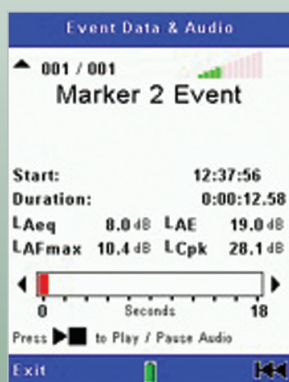 Event Data & Audio
001 / 001
Marker 2 Event
Start: 12:37:56
Duration: 0:00:12.58
LAeq 8.0 dB LAE 19.0 dB
LAFmax 10.4 dB LCpk 28.1 dB
0 Seconds 18
Press ▶■ to Play / Pause Audio
Exit